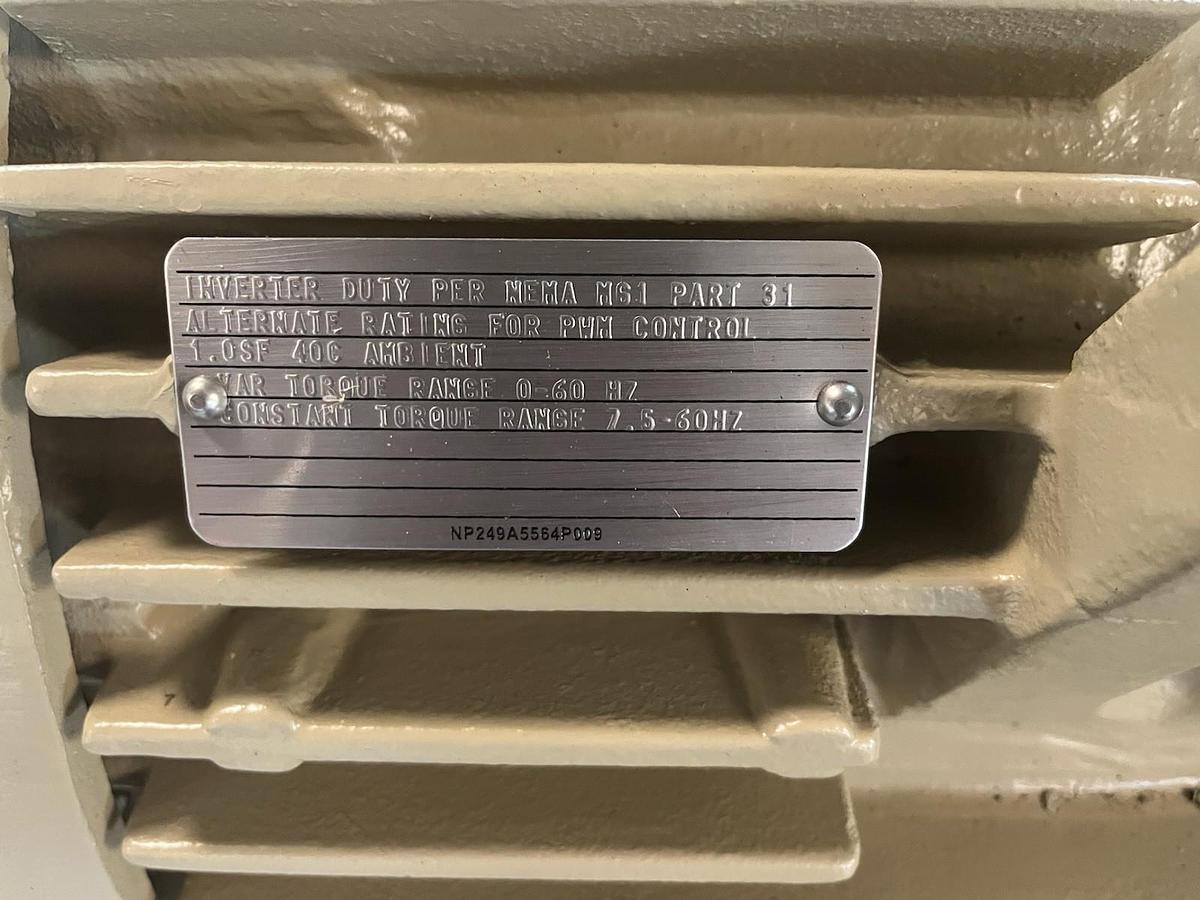 INVERTER DUTY PER NEMA MG1 PART 31
ALTERNATE RATING FOR PWM CONTROL
1.0SF 40C AMBIENT
VAR TORQUE RANGE 0-60 HZ
CONSTANT TORQUE RANGE 7.5-60HZ
NP249A5564P009
7